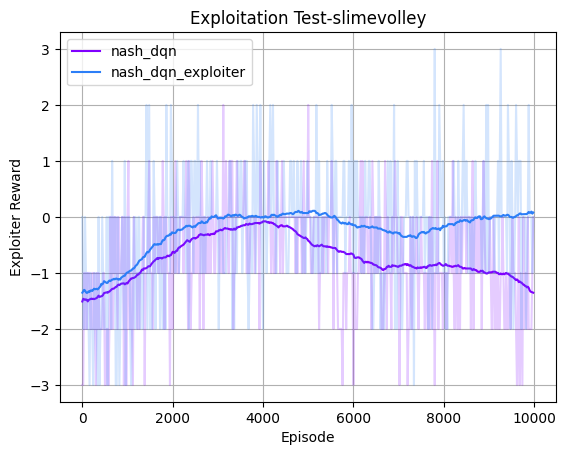 Exploitation Test-slimevolley
nash_dqn
nash_dqn_exploiter
Exploiter Reward
3
2
1
0
−1
−2
−3
0 2000 4000 6000 8000 10000
Episode